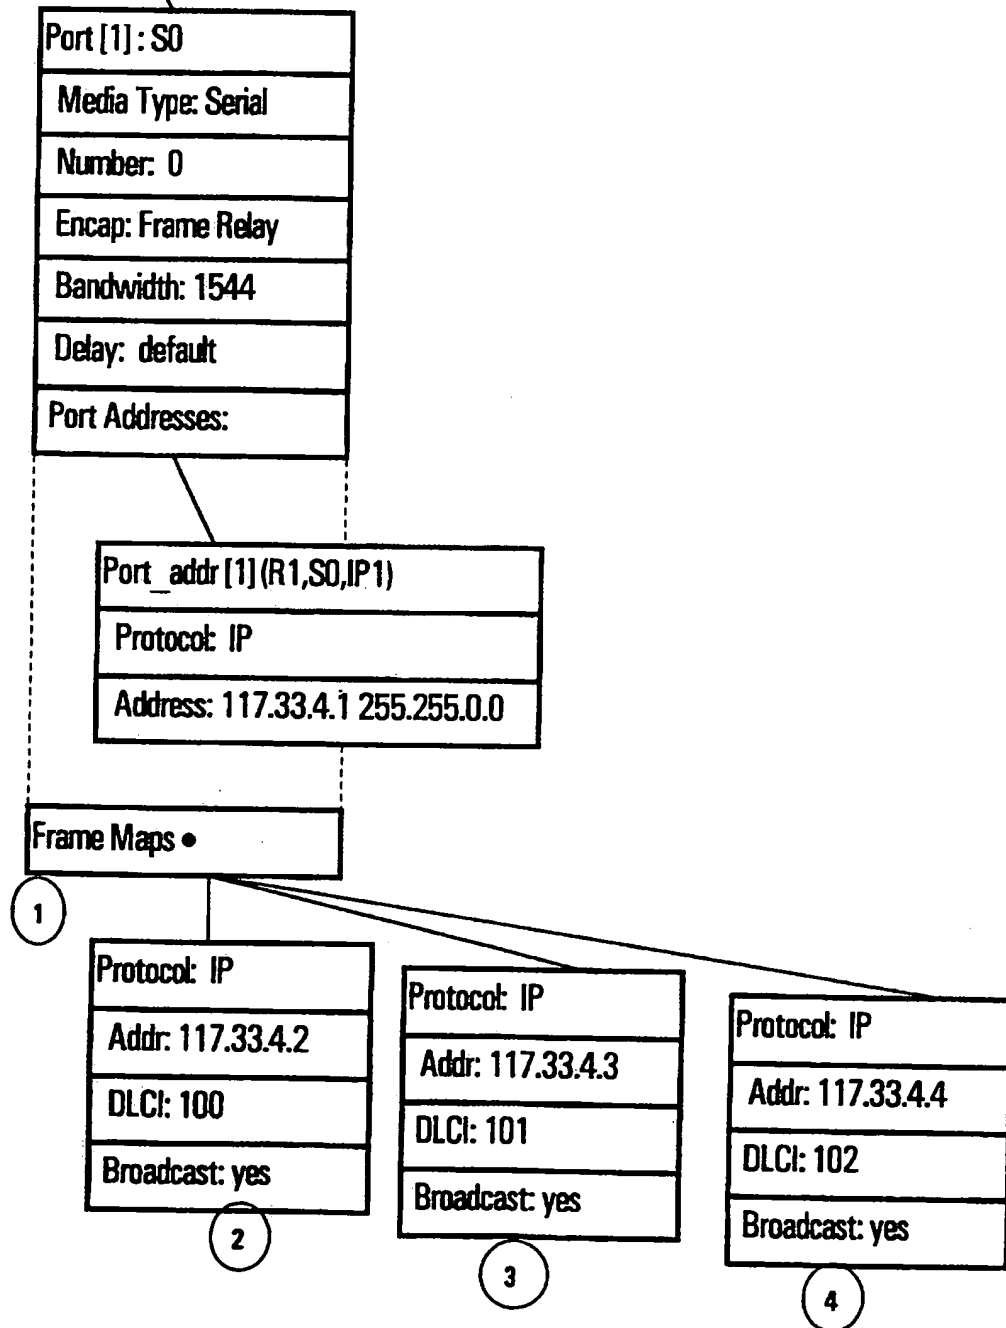 Port [1] : S0
Media Type: Serial
Number: 0
Encap: Frame Relay
Bandwidth: 1544
Delay: default
Port Addresses:
Port_addr [1] (R1,S0,IP1)
Protocol: IP
Address: 117.33.4.1 255.255.0.0
Frame Maps •
1
Protocol: IP
Addr: 117.33.4.2
DLCI: 100
Broadcast: yes
2
Protocol: IP
Addr: 117.33.4.3
DLCI: 101
Broadcast: yes
3
Protocol: IP
Addr: 117.33.4.4
DLCI: 102
Broadcast: yes
4